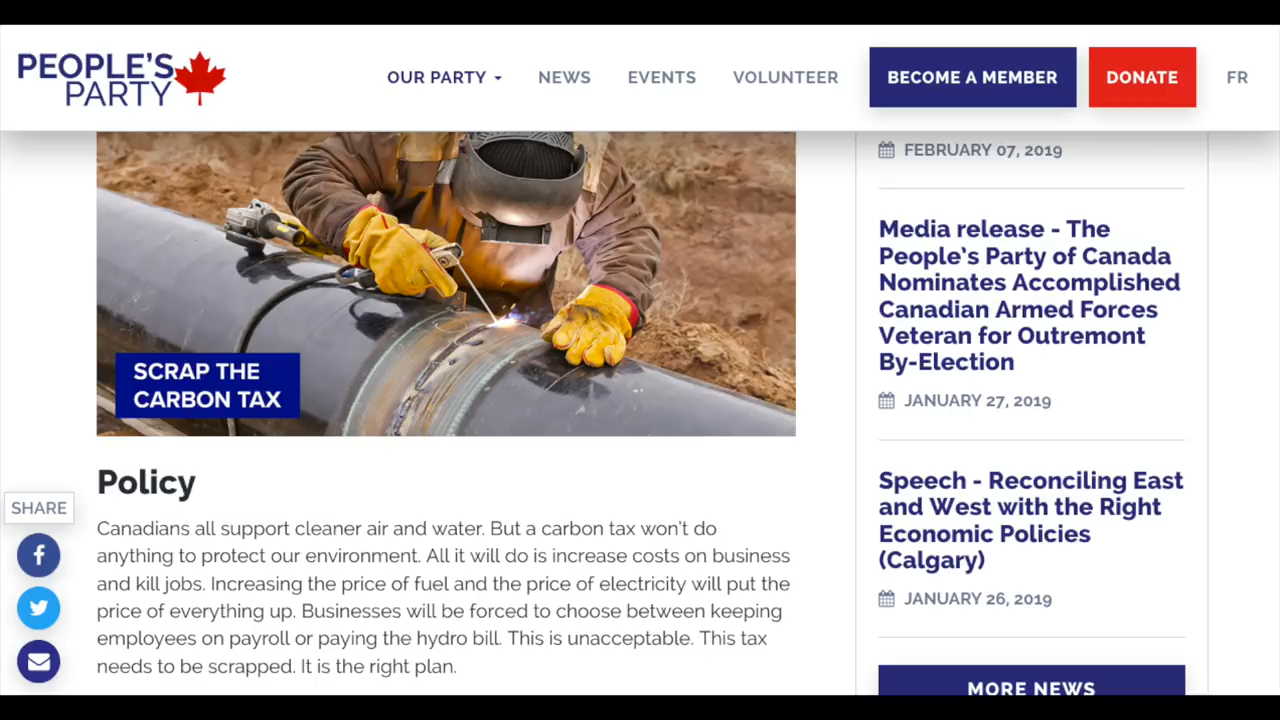 PEOPLE'S
PARTY
OUR PARTY
NEWS
EVENTS
VOLUNTEER
BECOME A MEMBER
DONATE
FR
SCRAP THE
CARBON TAX
Policy
Canadians all support cleaner air and water. But a carbon tax won't do
anything to protect our environment. All it will do is increase costs on business
and kill jobs. Increasing the price of fuel and the price of electricity will put the
price of everything up. Businesses will be forced to choose between keeping
employees on payroll or paying the hydro bill. This is unacceptable. This tax
needs to be scrapped. It is the right plan.
SHARE
FEBRUARY 07, 2019
Media release - The
People's Party of Canada
Nominates Accomplished
Canadian Armed Forces
Veteran for Outremont
By-Election
JANUARY 27, 2019
Speech - Reconciling East
and West with the Right
Economic Policies
(Calgary)
JANUARY 26, 2019
MORE NEWS